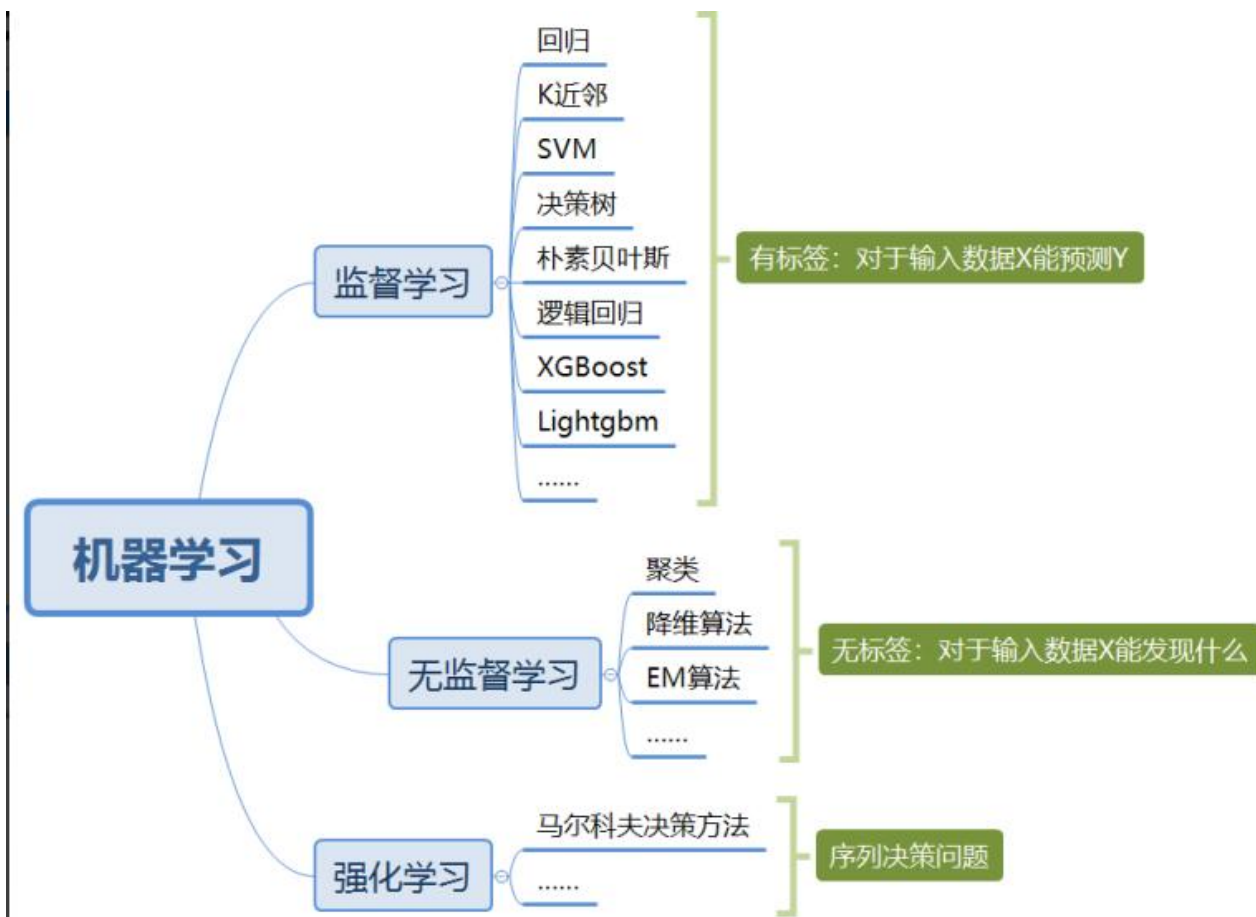 机器学习
监督学习
回归
K近邻
SVM
决策树
朴素贝叶斯
逻辑回归
XGBoost
Lightgbm
......
有标签：对于输入数据X能预测Y
无监督学习
聚类
降维算法
EM算法
......
无标签：对于输入数据X能发现什么
强化学习
马尔科夫决策方法
......
序列决策问题